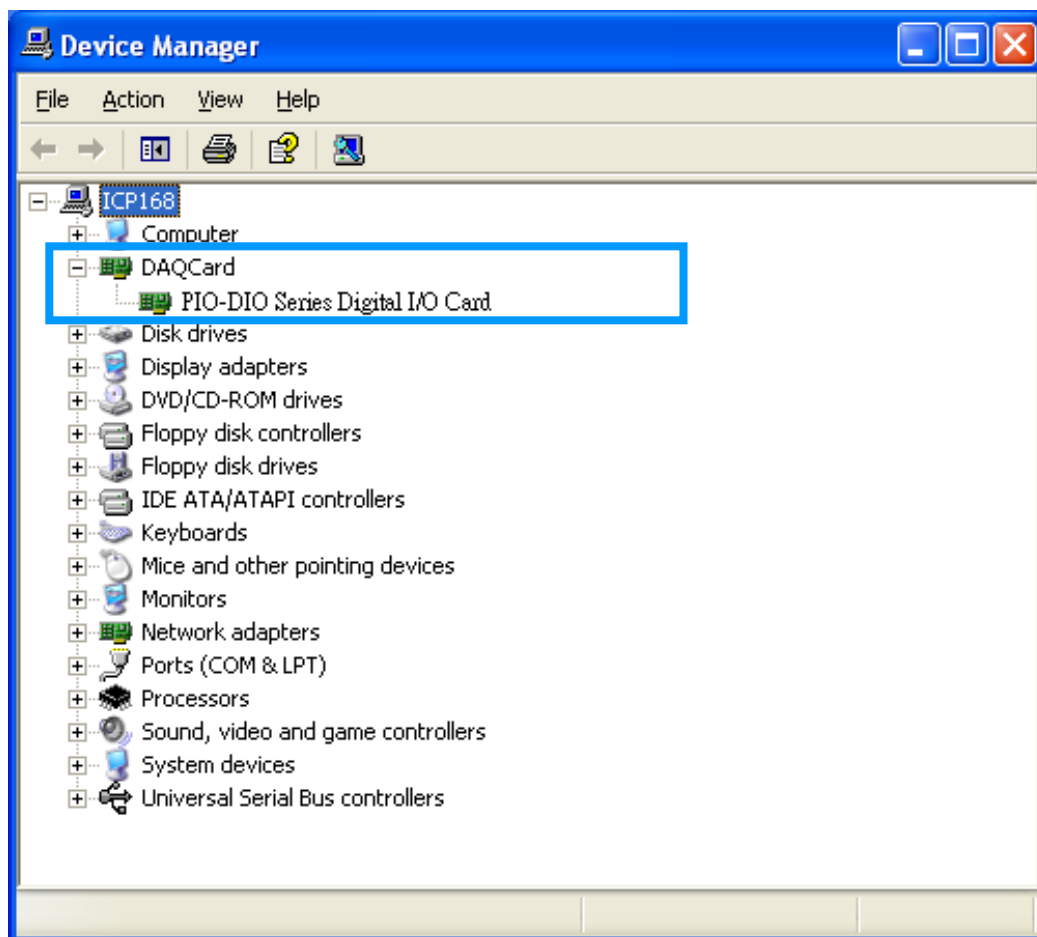 Device Manager
File Action View Help
ICP168
Computer
DAQCard
PIO-DIO Series Digital I/O Card
Disk drives
Display adapters
DVD/CD-ROM drives
Floppy disk controllers
Floppy disk drives
IDE ATA/ATAPI controllers
Keyboards
Mice and other pointing devices
Monitors
Network adapters
Ports (COM & LPT)
Processors
Sound, video and game controllers
System devices
Universal Serial Bus controllers